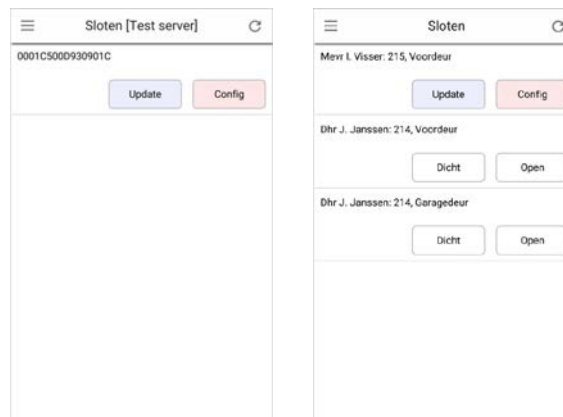 Sloten [Test server]
0001C500D930901C
Update
Config
Sloten
Mevr I. Visser: 215, Voordeur
Update
Config
Dhr J. Janssen: 214, Voordeur
Dicht
Open
Dhr J. Janssen: 214, Garagedeur
Dicht
Open